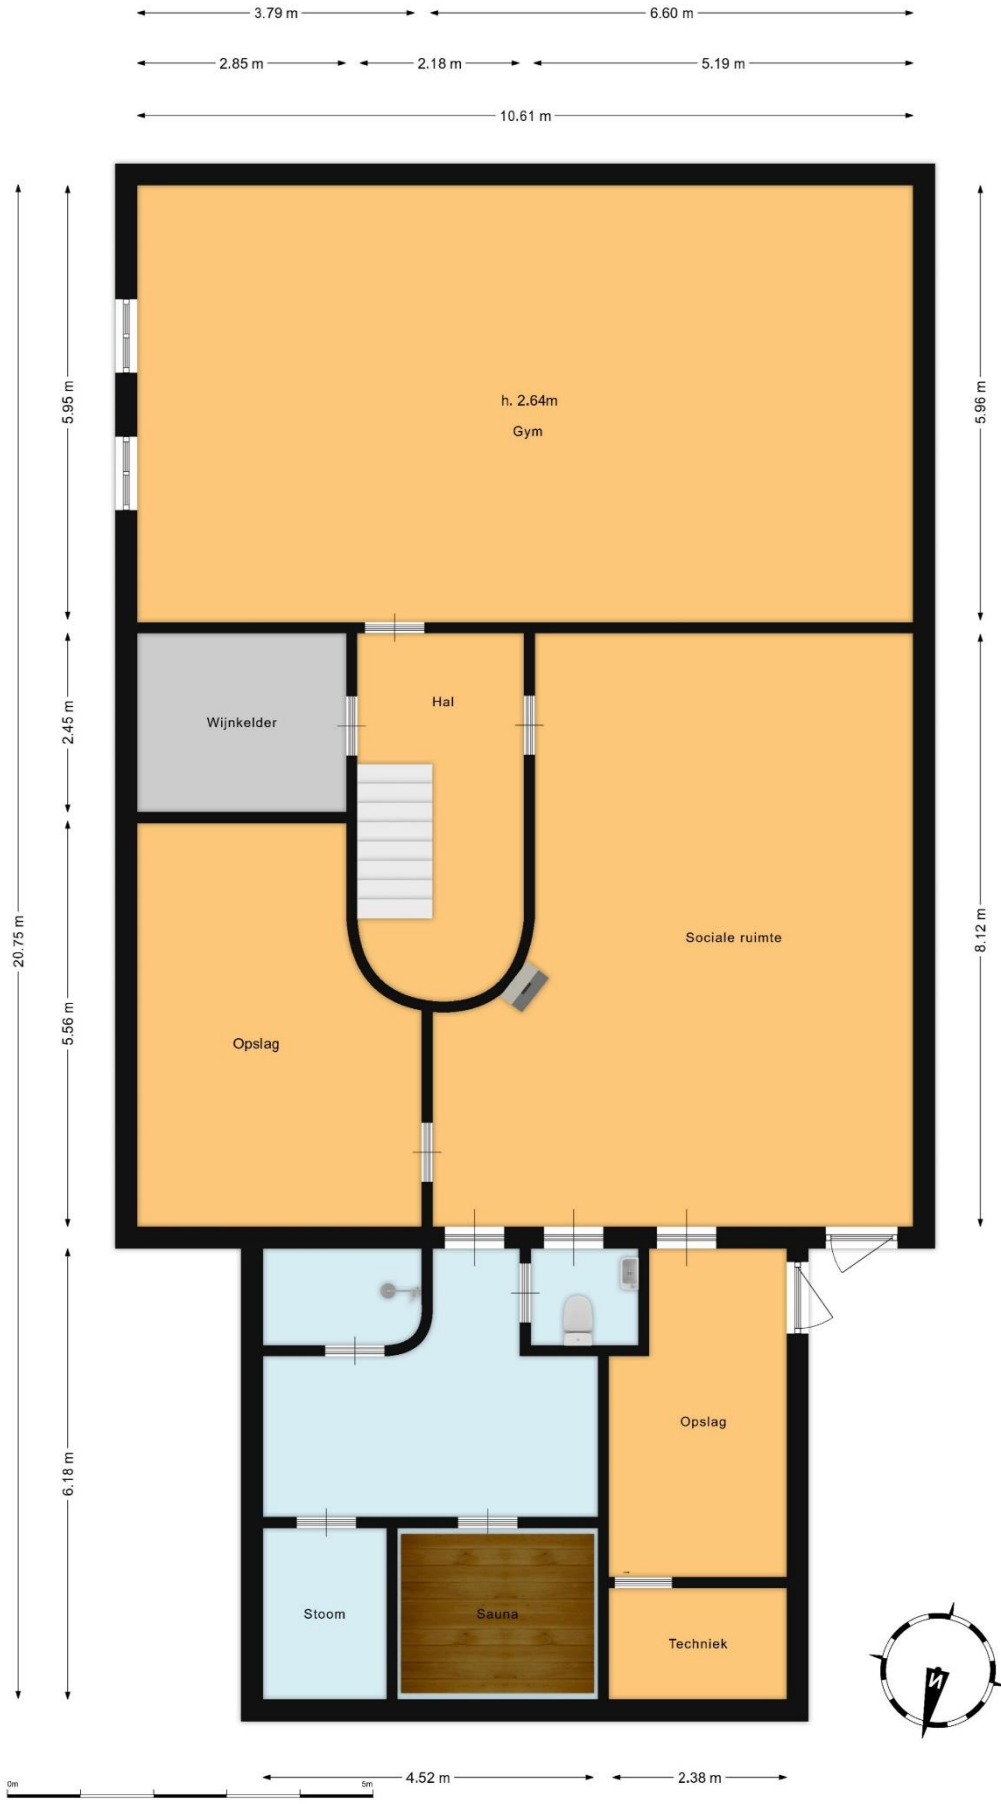 3.79 m
6.60 m
2.85 m
2.18 m
5.19 m
10.61 m
5.95 m
5.96 m
h. 2.64m
Gym
Hal
Wijnkelder
2.45 m
20.75 m
8.12 m
Sociale ruimte
5.56 m
Opslag
Opslag
6.18 m
Stoom
Sauna
Techniek
N
4.52 m
2.38 m
0m
5m